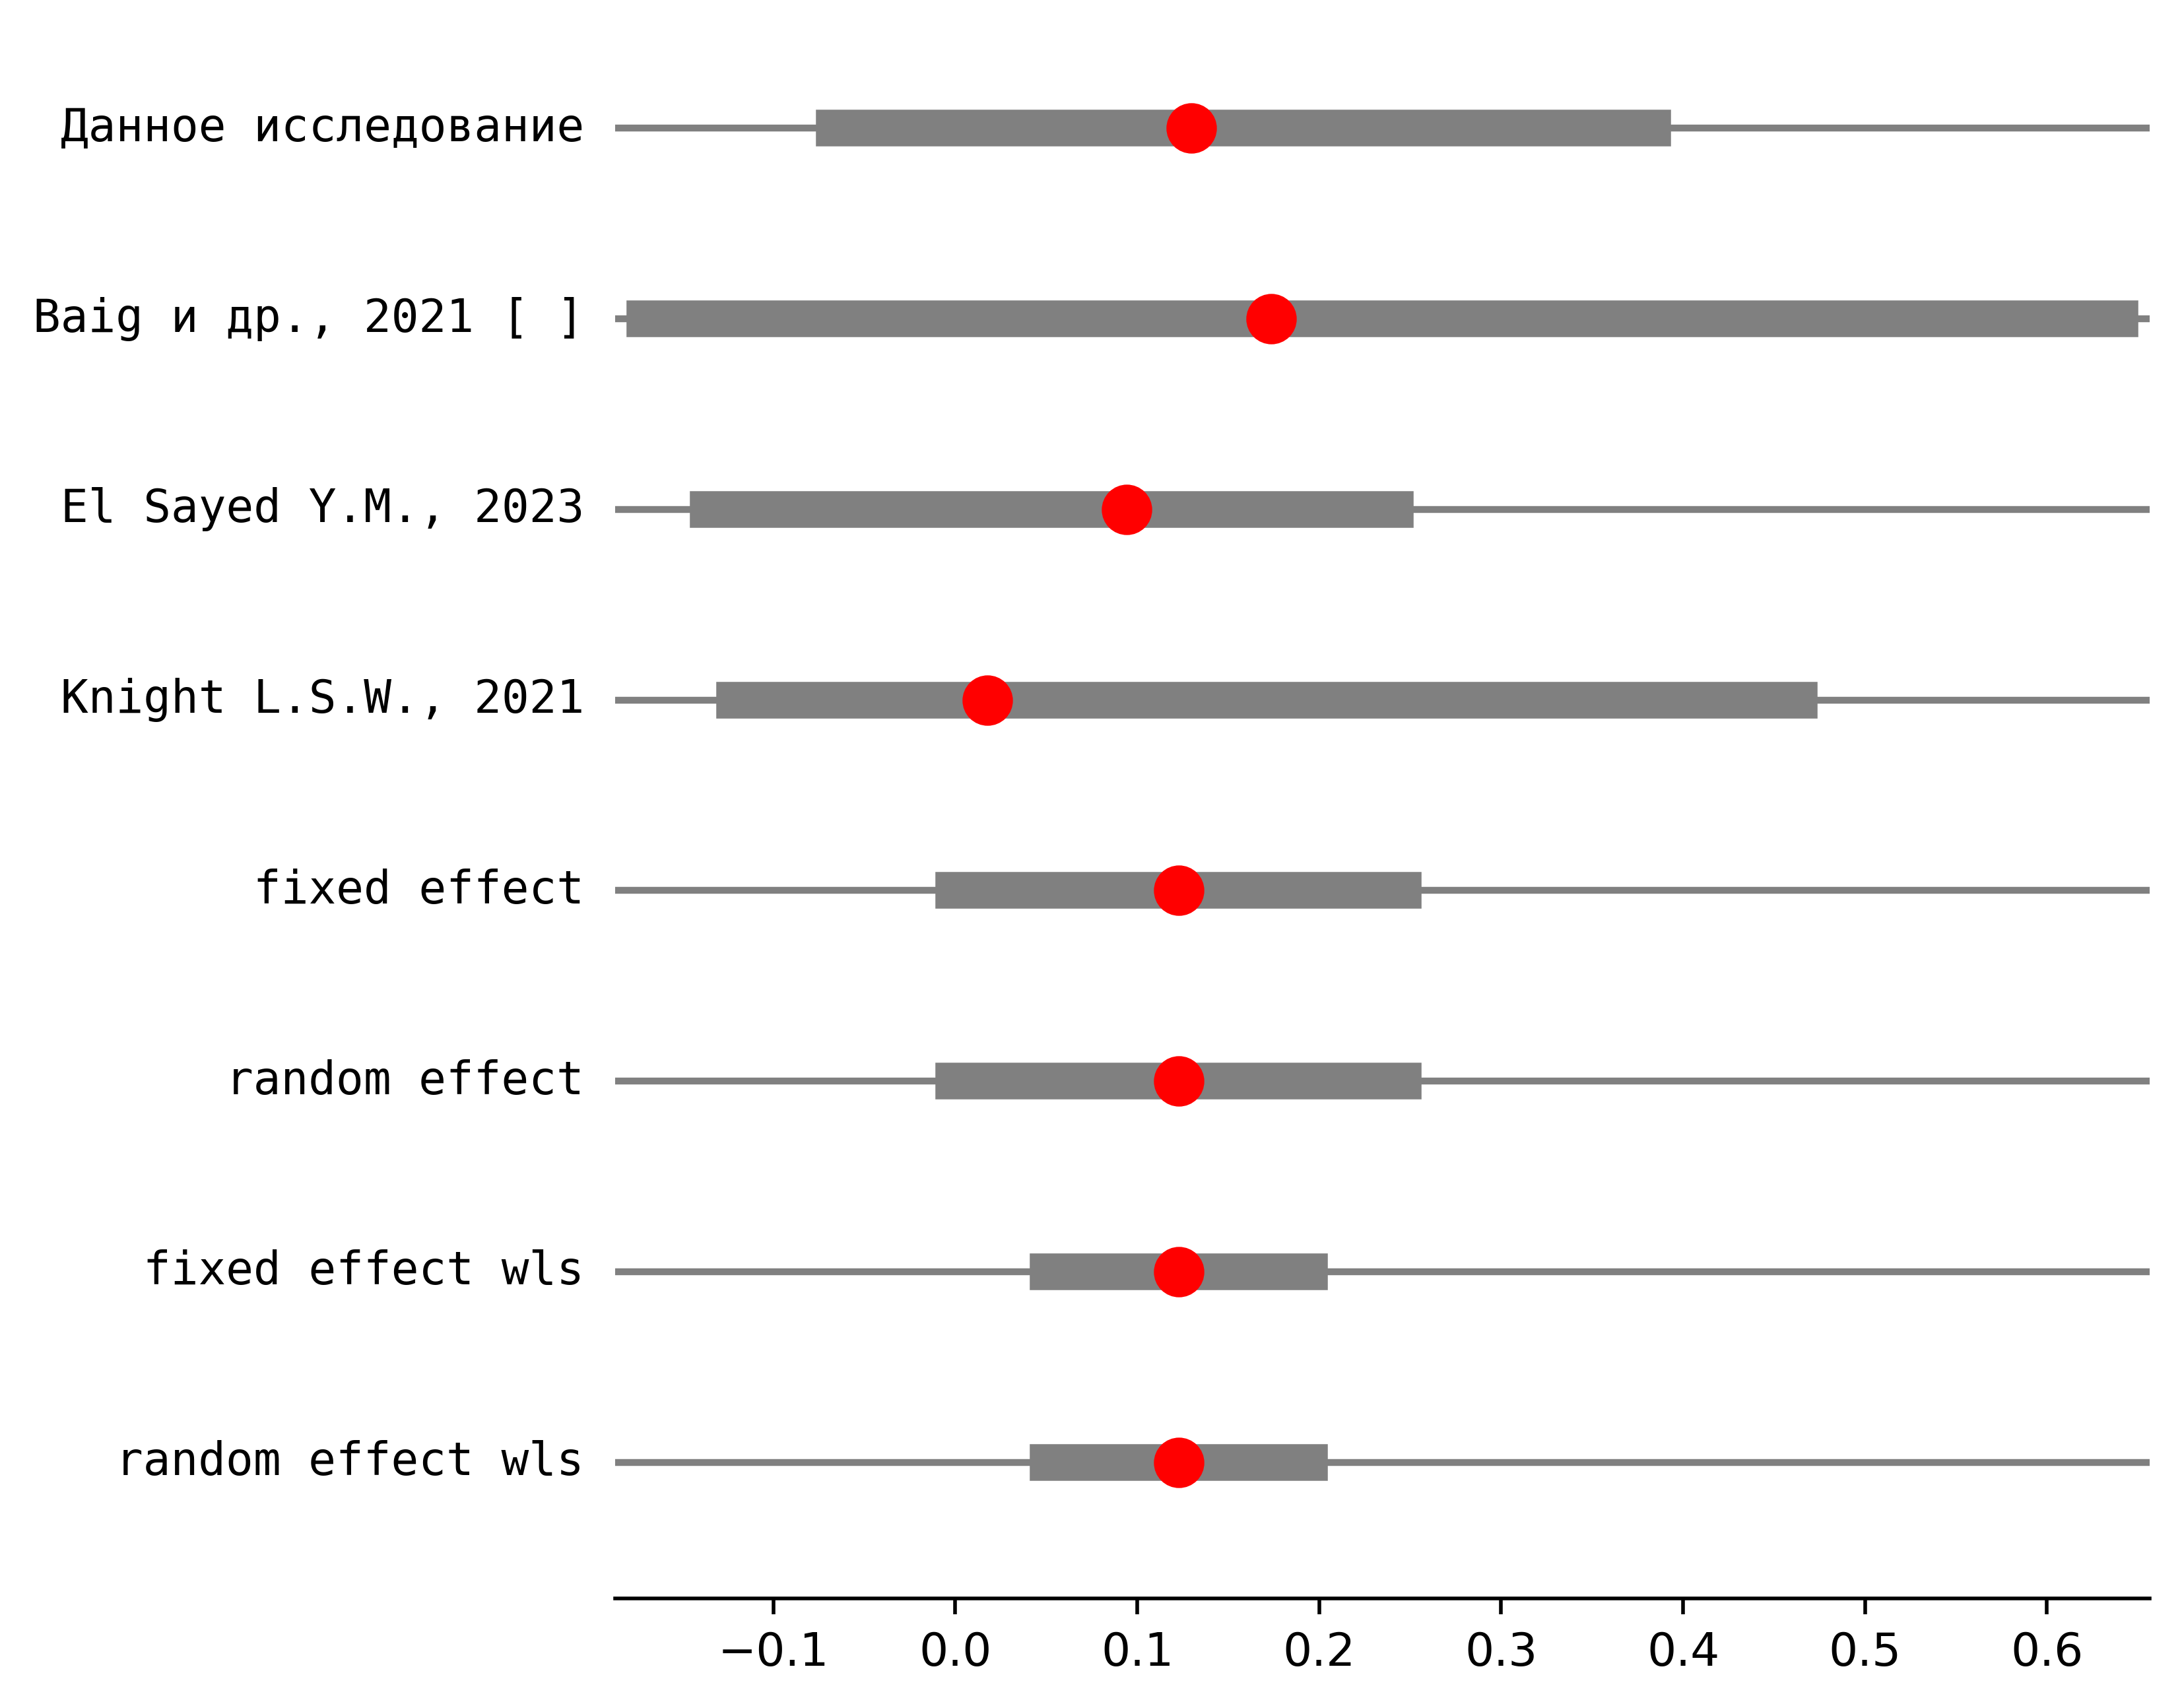 Данное исследование
Baig и др., 2021 [ ]
El Sayed Y.M., 2023
Knight L.S.W., 2021
fixed effect
random effect
fixed effect wls
random effect wls
−0.1 0.0 0.1 0.2 0.3 0.4 0.5 0.6